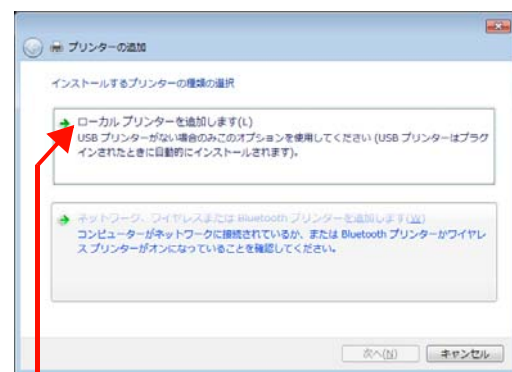 プリンターの追加
インストールするプリンターの種類の選択
ローカル プリンターを追加します(L)
USB プリンターがない場合のみこのオプションを使用してください (USB プリンターはプラグ
インされたときに自動的にインストールされます)。
ネットワーク、ワイヤレスまたは Bluetooth プリンターを追加します(W)
コンピューターがネットワークに接続されているか、または Bluetooth プリンターかワイヤレ
ス プリンターがオンになっていることを確認してください。
次へ(N) キャンセル